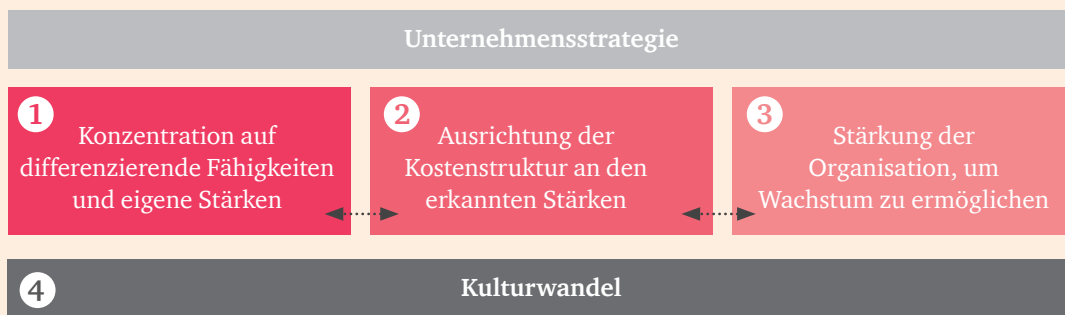 Unternehmensstrategie
1
Konzentration auf
differenzierende Fähigkeiten
und eigene Stärken
2
Ausrichtung der
Kostenstruktur an den
erkannten Stärken
3
Stärkung der
Organisation, um
Wachstum zu ermöglichen
4
Kulturwandel